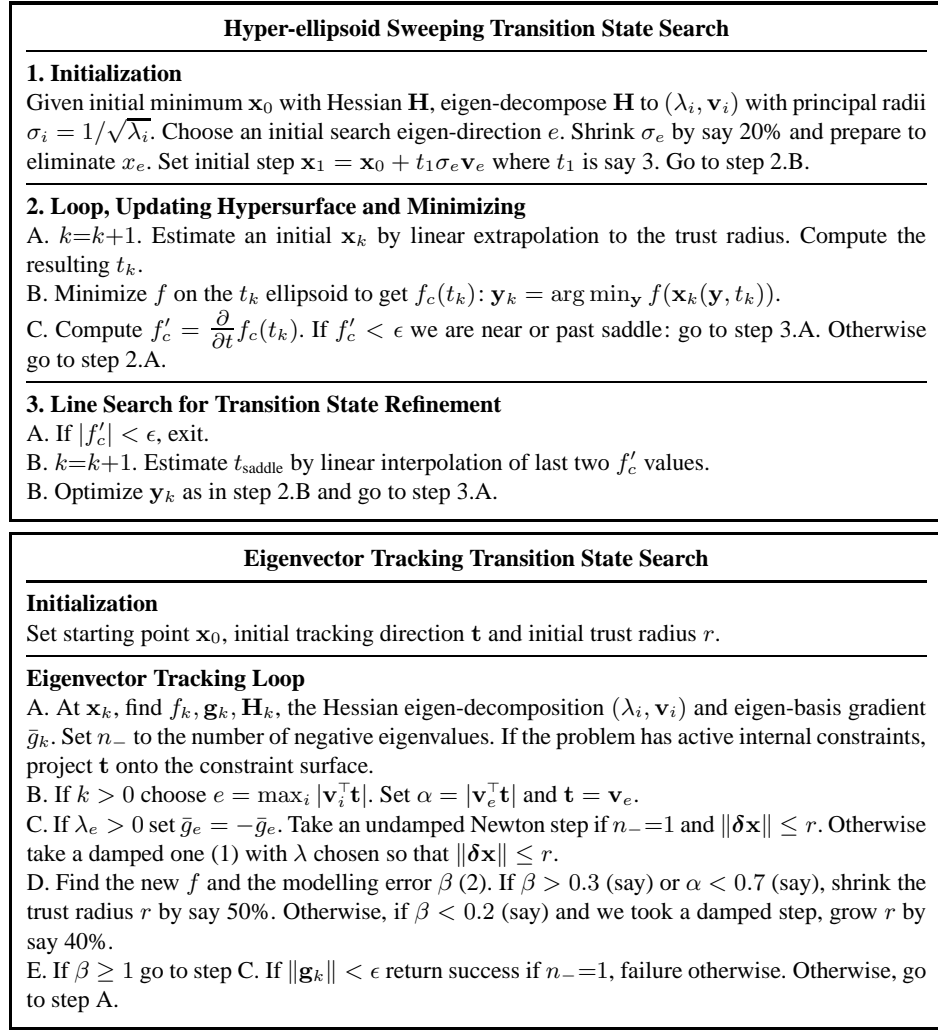 Hyper-ellipsoid Sweeping Transition State Search
1. Initialization
Given initial minimum x₀ with Hessian H, eigen-decompose H to (λᵢ, vᵢ) with principal radii
σᵢ = 1/√λᵢ. Choose an initial search eigen-direction e. Shrink σₑ by say 20% and prepare to
eliminate xₑ. Set initial step x₁ = x₀ + t₁σₑvₑ where t₁ is say 3. Go to step 2.B.
2. Loop, Updating Hypersurface and Minimizing
A. k=k+1. Estimate an initial xₖ by linear extrapolation to the trust radius. Compute the
resulting tₖ.
B. Minimize f on the tₖ ellipsoid to get f_c(tₖ): yₖ = arg min_y f(xₖ(y, tₖ)).
C. Compute f′_c = ∂/∂t f_c(tₖ). If f′_c < ϵ we are near or past saddle: go to step 3.A. Otherwise
go to step 2.A.
3. Line Search for Transition State Refinement
A. If |f′_c| < ϵ, exit.
B. k=k+1. Estimate t_saddle by linear interpolation of last two f′_c values.
B. Optimize yₖ as in step 2.B and go to step 3.A.
Eigenvector Tracking Transition State Search
Initialization
Set starting point x₀, initial tracking direction t and initial trust radius r.
Eigenvector Tracking Loop
A. At xₖ, find fₖ, gₖ, Hₖ, the Hessian eigen-decomposition (λᵢ, vᵢ) and eigen-basis gradient
ḡₖ. Set n₋ to the number of negative eigenvalues. If the problem has active internal constraints,
project t onto the constraint surface.
B. If k > 0 choose e = maxᵢ |vᵢ⊤t|. Set α = |vₑ⊤t| and t = vₑ.
C. If λₑ > 0 set ḡₑ = −ḡₑ. Take an undamped Newton step if n₋=1 and ‖δx‖ ≤ r. Otherwise
take a damped one (1) with λ chosen so that ‖δx‖ ≤ r.
D. Find the new f and the modelling error β (2). If β > 0.3 (say) or α < 0.7 (say), shrink the
trust radius r by say 50%. Otherwise, if β < 0.2 (say) and we took a damped step, grow r by
say 40%.
E. If β ≥ 1 go to step C. If ‖gₖ‖ < ϵ return success if n₋=1, failure otherwise. Otherwise, go
to step A.